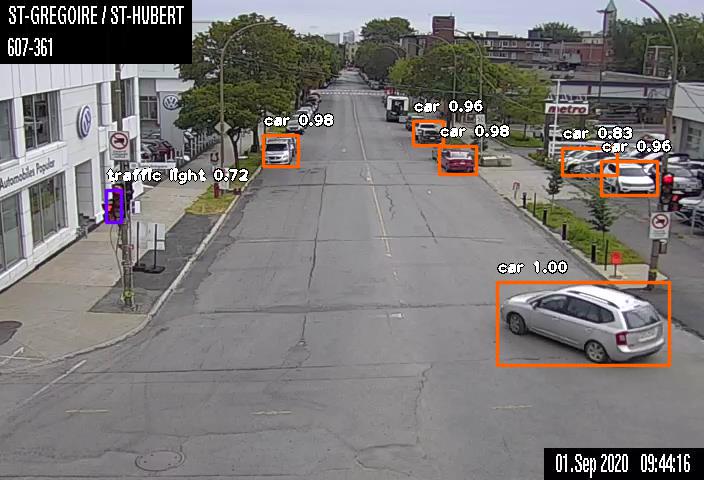 ST-GREGOIRE / ST-HUBERT
607-361
car 0.98
car 0.96
car 0.98
car 0.83
car 0.96
metro
traffic light 0.72
Automobiles Popular
car 1.00
01.Sep 2020 09:44:16